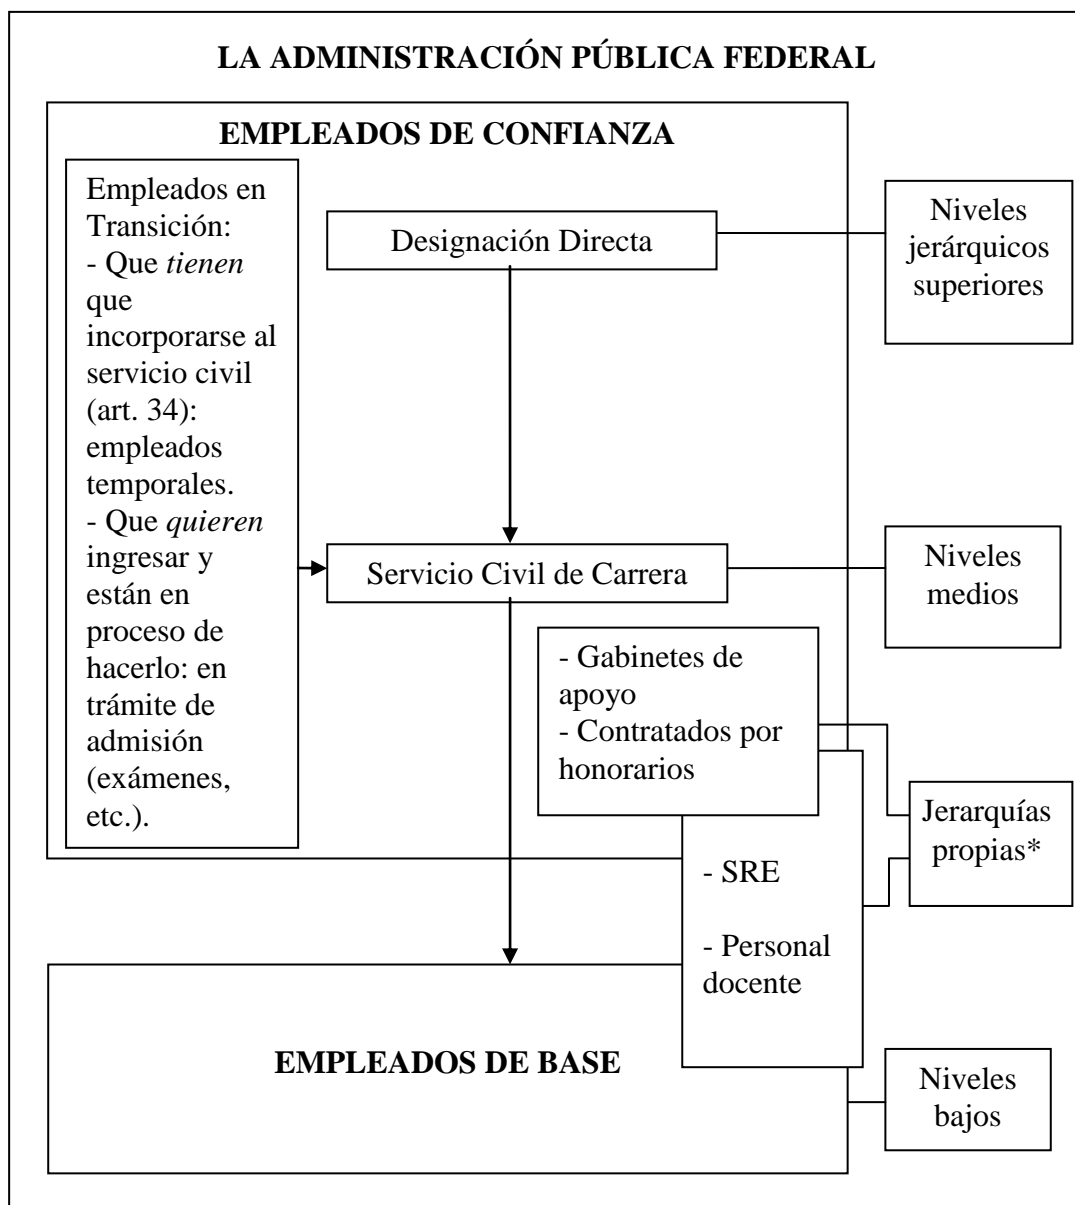 LA ADMINISTRACIÓN PÚBLICA FEDERAL
EMPLEADOS DE CONFIANZA
Empleados en
Transición:
- Que tienen
que
incorporarse al
servicio civil
(art. 34):
empleados
temporales.
- Que quieren
ingresar y
están en
proceso de
hacerlo: en
trámite de
admisión
(exámenes,
etc.).
Designación Directa
Niveles
jerárquicos
superiores
Servicio Civil de Carrera
Niveles
medios
- Gabinetes de
apoyo
- Contratados por
honorarios
Jerarquías
propias*
- SRE
- Personal
docente
EMPLEADOS DE BASE
Niveles
bajos